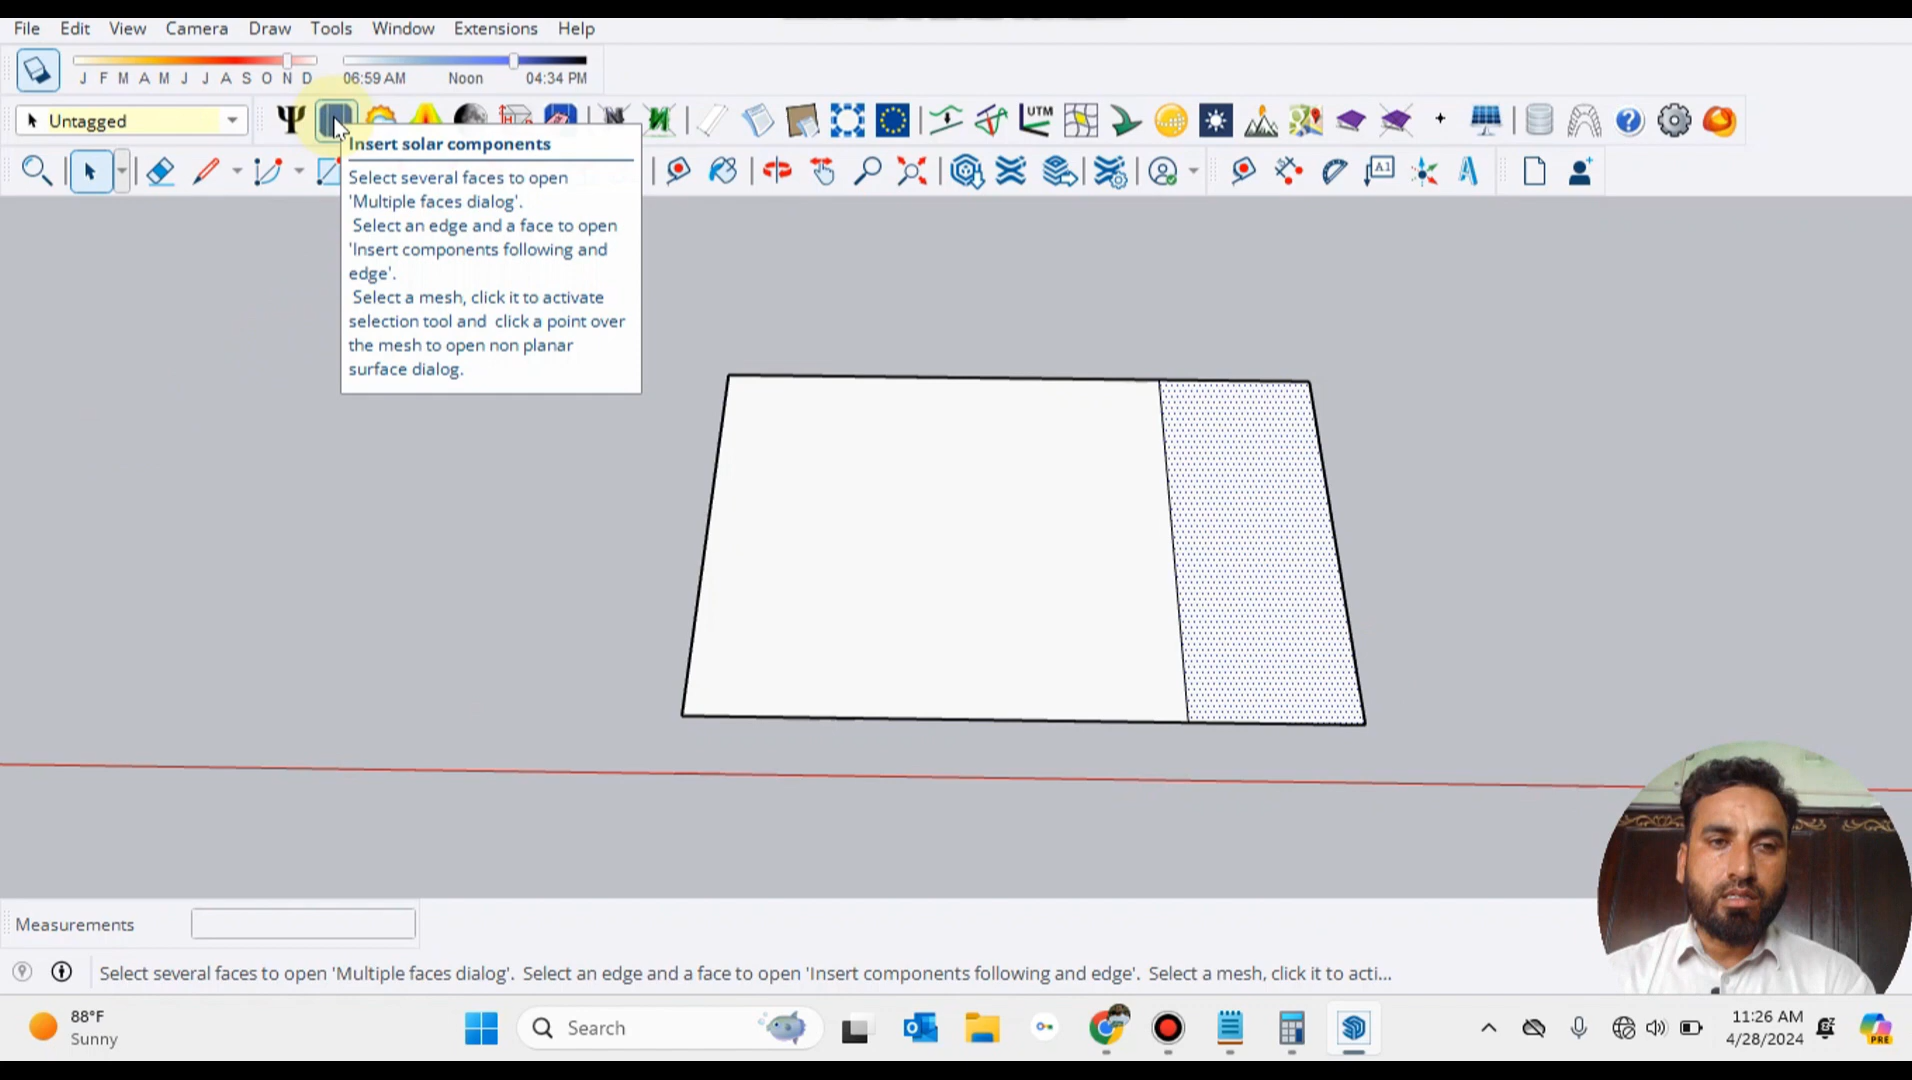 File Edit View Camera Draw Tools Window Extensions Help
J F M A M J J A S O N D 06:59 AM Noon 04:34 PM
Untagged
UTM
A1
Insert solar components
Select several faces to open
'Multiple faces dialog'.
Select an edge and a face to open
'Insert components following and
edge'.
Select a mesh, click it to activate
selection tool and click a point over
the mesh to open non planar
surface dialog.
Measurements
Select several faces to open 'Multiple faces dialog'. Select an edge and a face to open 'Insert components following and edge'. Select a mesh, click it to acti...
88°F
Sunny
Search
11:26 AM
4/28/2024
PRE